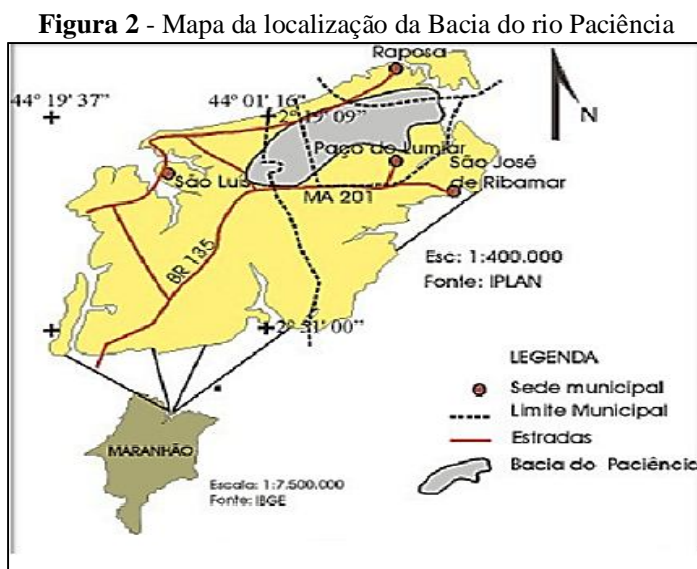 Figura 2 - Mapa da localização da Bacia do rio Paciência
Raposa
44° 19' 37"
44° 01' 16"
2° 19' 09"
N
Paço do Lumiar
São Luis
São José
de Ribamar
MA 201
BR 135
Esc: 1:400.000
Fonte: IPLAN
2° 31' 00"
LEGENDA
Sede municipal
Limite Municipal
Estradas
Bacia do Paciência
MARANHÃO
Escala: 1:7.500.000
Fonte: IBGE